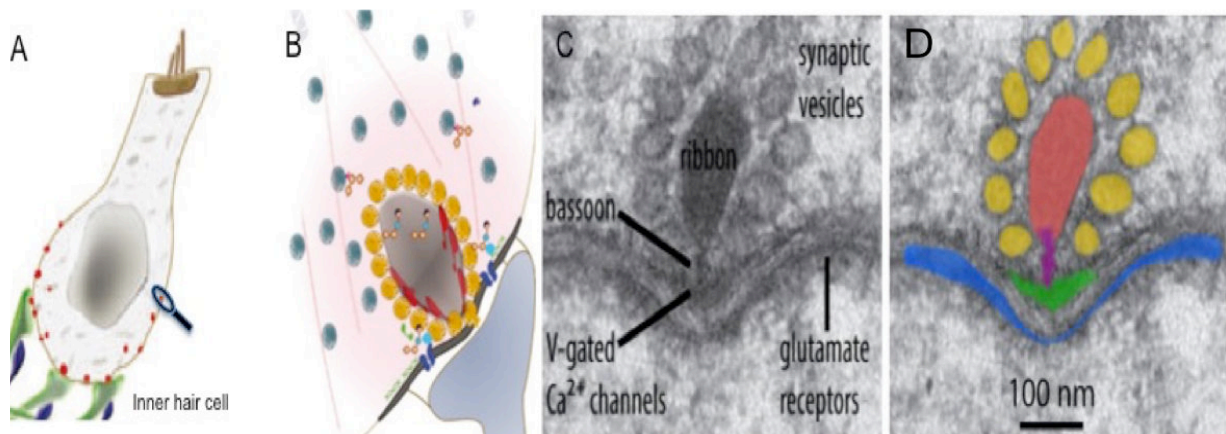 A
Inner hair cell
B
C
synaptic
vesicles
ribbon
bassoon
V-gated
Ca²⁺ channels
glutamate
receptors
D
100 nm